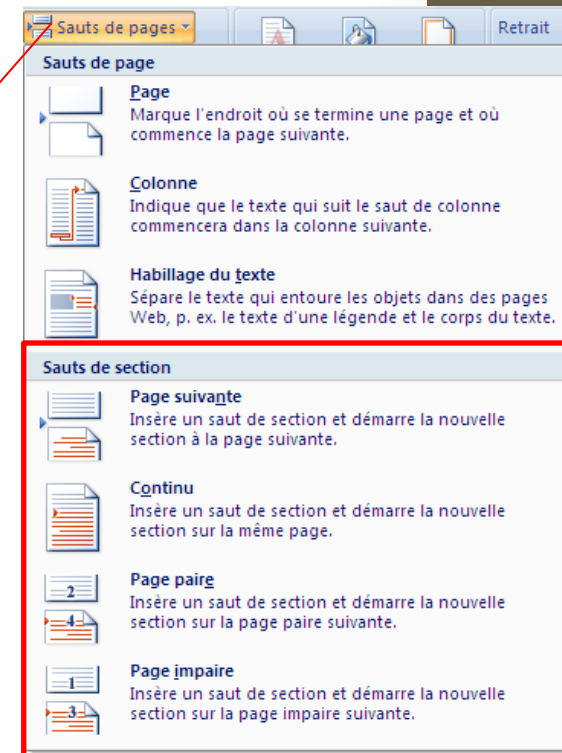 Sauts de pages
Retrait
Sauts de page
Page
Marque l'endroit où se termine une page et où
commence la page suivante.
Colonne
Indique que le texte qui suit le saut de colonne
commencera dans la colonne suivante.
Habillage du texte
Sépare le texte qui entoure les objets dans des pages
Web, p. ex. le texte d'une légende et le corps du texte.
Sauts de section
Page suivante
Insère un saut de section et démarre la nouvelle
section à la page suivante.
Continu
Insère un saut de section et démarre la nouvelle
section sur la même page.
2
4
Page paire
Insère un saut de section et démarre la nouvelle
section sur la page paire suivante.
1
3
Page impaire
Insère un saut de section et démarre la nouvelle
section sur la page impaire suivante.